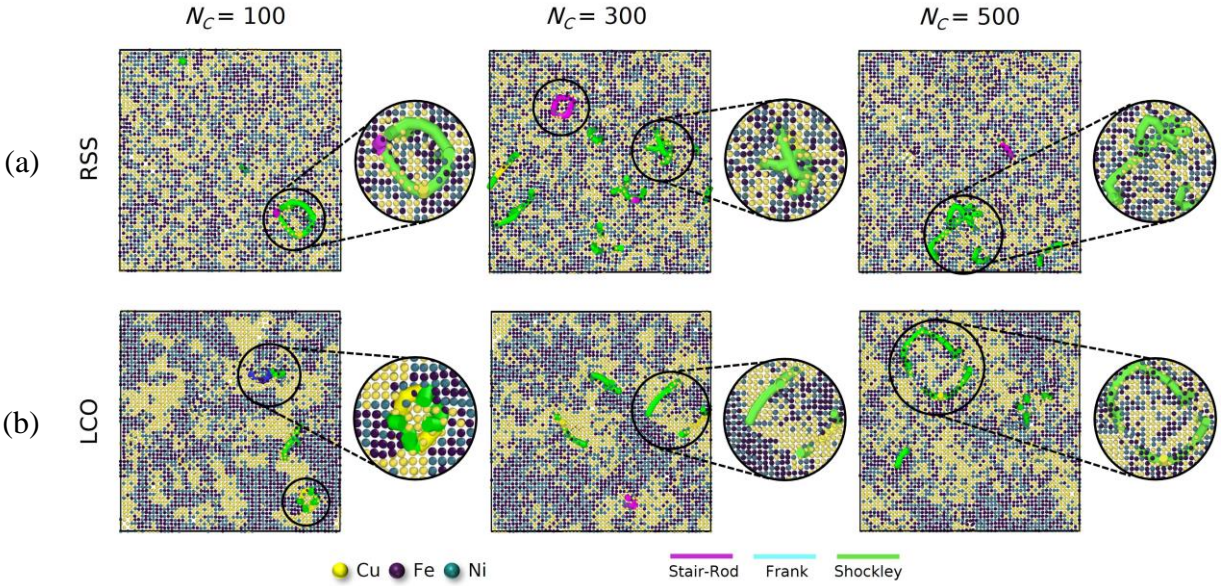 N_C = 100 N_C = 300 N_C = 500
(a) RSS
(b) LCO
Cu Fe Ni Stair-Rod Frank Shockley